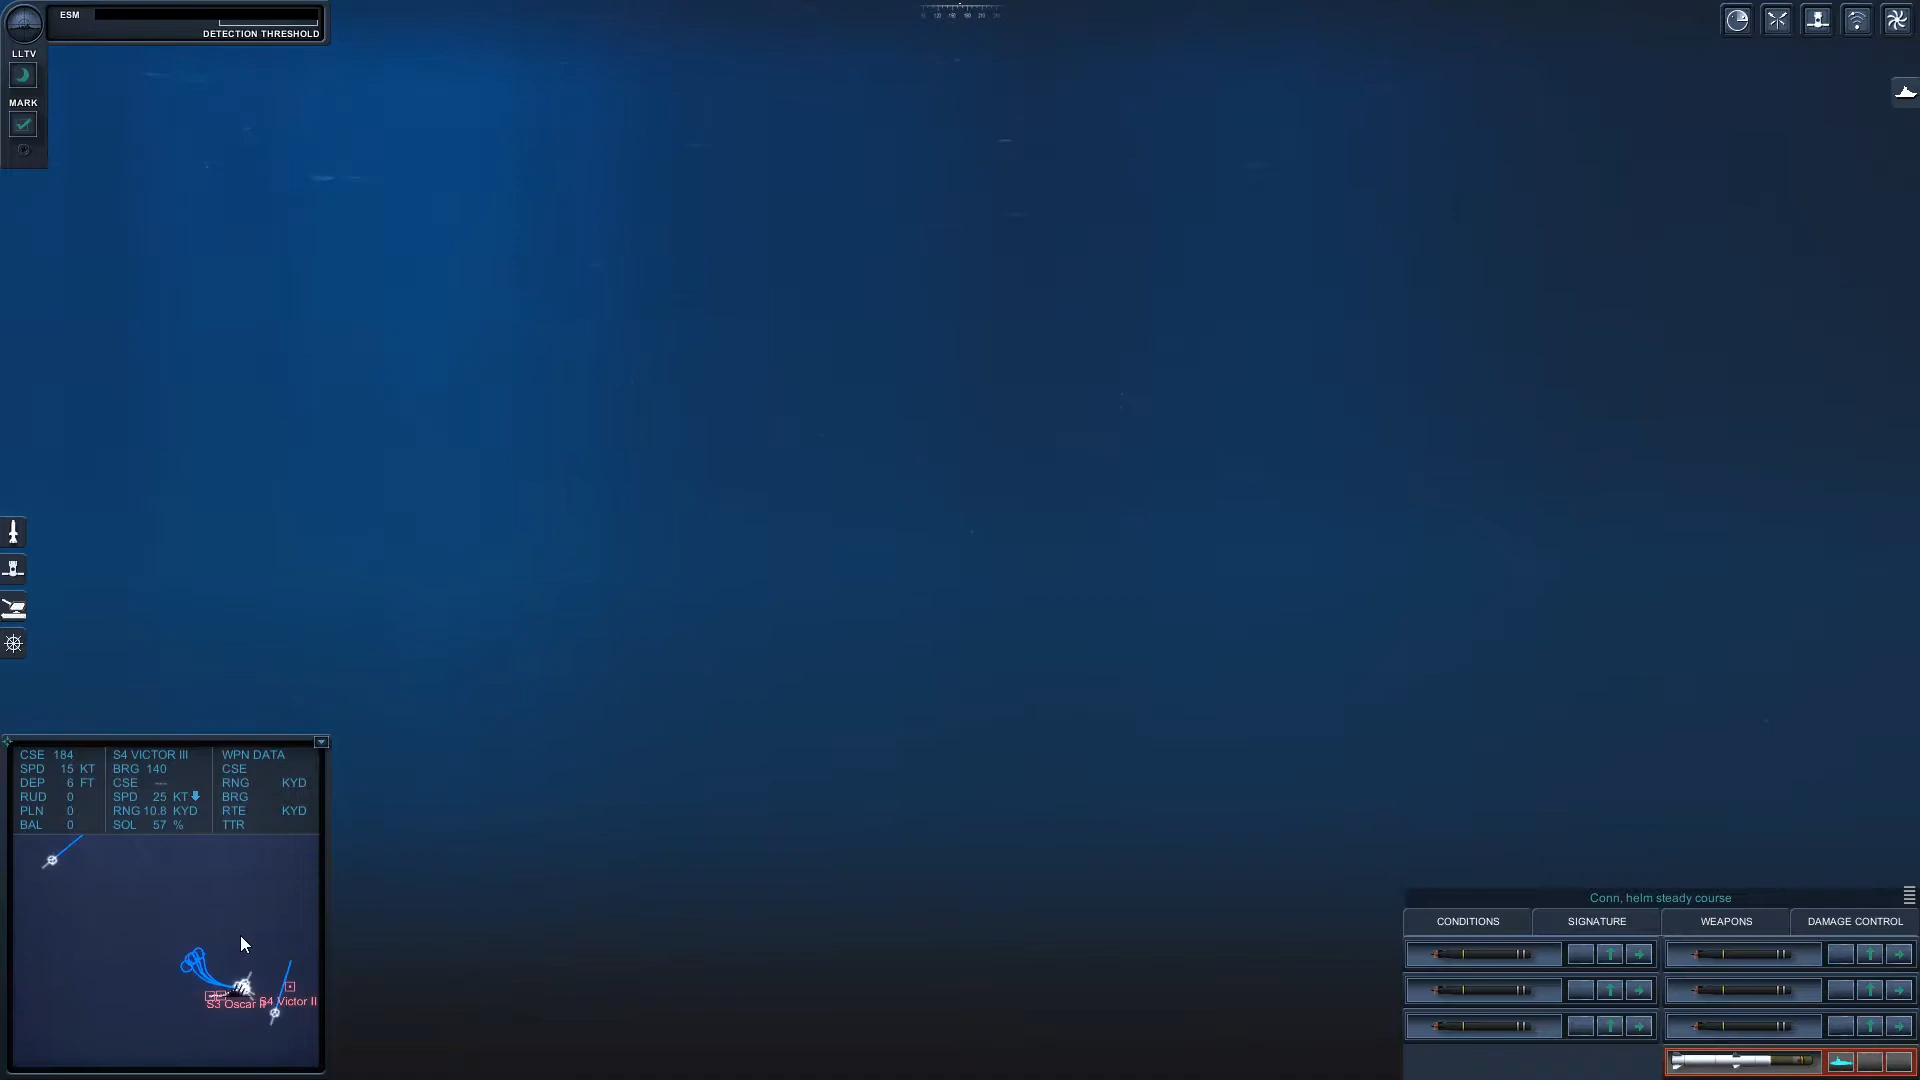 ESM
DETECTION THRESHOLD
LLTV
MARK
CSE 184
SPD 15 KT
DEP 6 FT
RUD 0
PLN 0
BAL 0
S4 VICTOR III
BRG 140
CSE ---
SPD 25 KT
RNG 10.8 KYD
SOL 57 %
WPN DATA
CSE
RNG KYD
BRG
RTE KYD
TTR
S3 Oscar II
S4 Victor II
Conn, helm steady course
CONDITIONS
SIGNATURE
WEAPONS
DAMAGE CONTROL